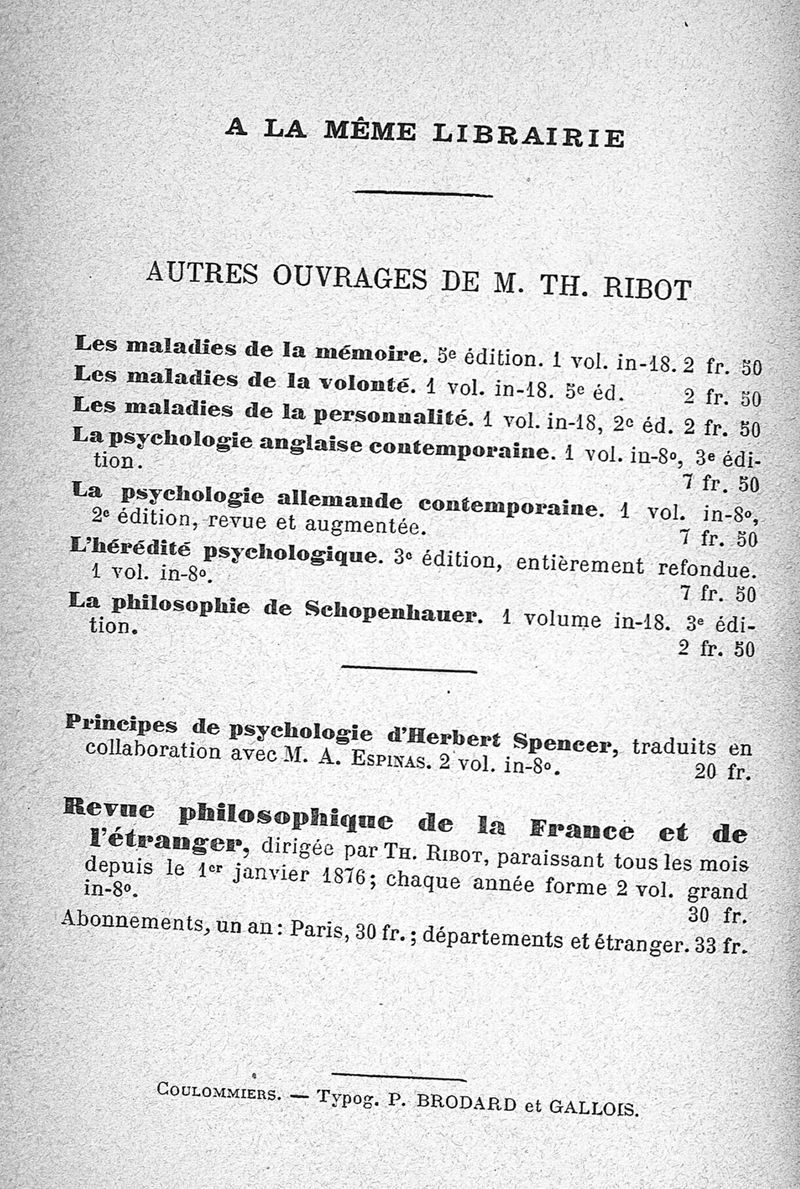 A LA MÊME LIBRAIRIE
AUTRES OUVRAGES DE M. TH. RIBOT
Les maladies de la mémoire. 5e édition. 1 vol. in-18. 2 fr. 50
Les maladies de la volonté. 1 vol. in-18. 5e éd. 2 fr. 50
Les maladies de la personnalité. 1 vol. in-18, 2e éd. 2 fr. 50
La psychologie anglaise contemporaine. 1 vol. in-8o, 3e édi-
tion. 7 fr. 50
La psychologie allemande contemporaine. 1 vol. in-8o,
2e édition, revue et augmentée. 7 fr. 50
L'hérédité psychologique. 3e édition, entièrement refondue.
1 vol. in-8o. 7 fr. 50
La philosophie de Schopenhauer. 1 volume in-18. 3e édi-
tion. 2 fr. 50
Principes de psychologie d'Herbert Spencer, traduits en
collaboration avec M. A. ESPINAS. 2 vol. in-8o. 20 fr.
Revue philosophique de la France et de
l'étranger, dirigée par TH. RIBOT, paraissant tous les mois
depuis le 1er janvier 1876; chaque année forme 2 vol. grand
in-8o. 30 fr.
Abonnements, un an: Paris, 30 fr.; départements et étranger. 33 fr.
COULOMMIERS. — Typog. P. BRODARD et GALLOIS.